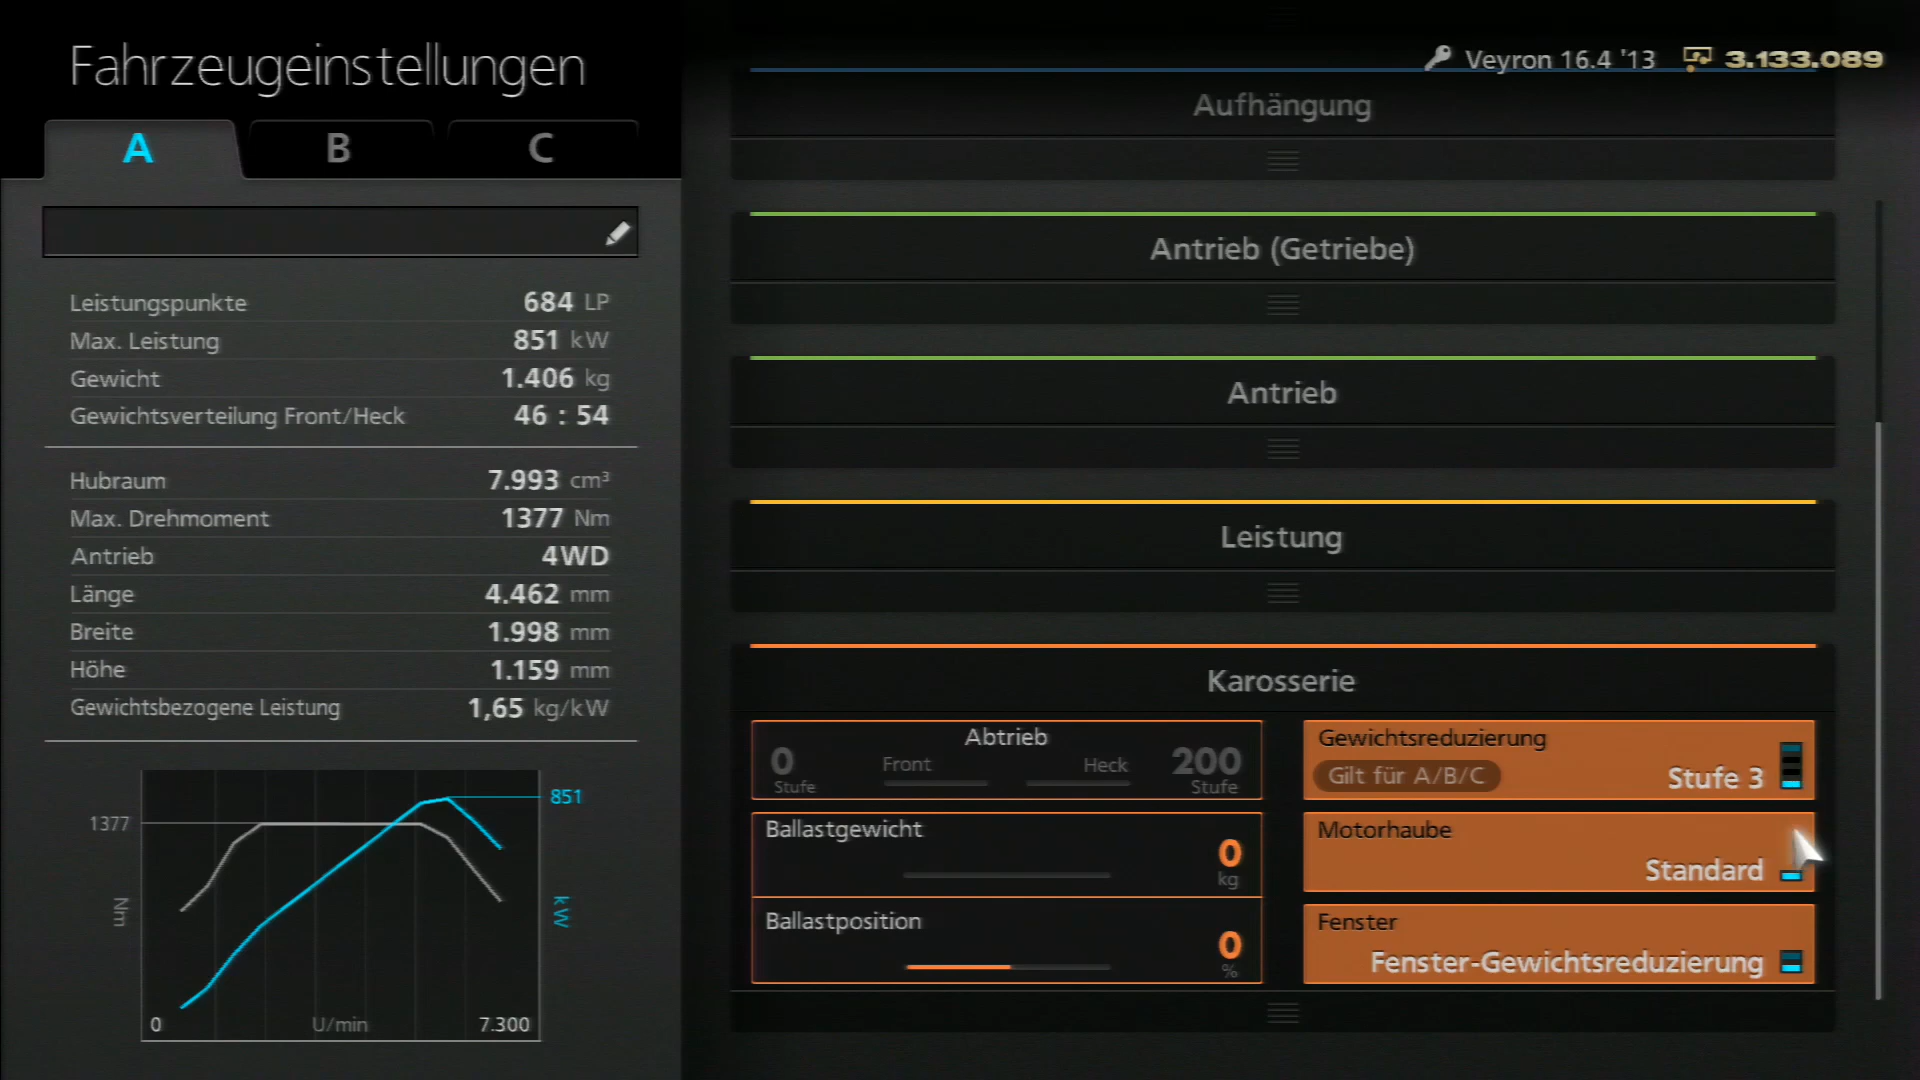 Fahrzeugeinstellungen
Veyron 16.4 '13
3.133.089
A
B
C
Leistungspunkte 684 LP
Max. Leistung 851 kW
Gewicht 1.406 kg
Gewichtsverteilung Front/Heck 46 : 54
Hubraum 7.993 cm³
Max. Drehmoment 1377 Nm
Antrieb 4WD
Länge 4.462 mm
Breite 1.998 mm
Höhe 1.159 mm
Gewichtsbezogene Leistung 1,65 kg/kW
851
1377
Nm
kW
0 U/min 7.300
Aufhängung
Antrieb (Getriebe)
Antrieb
Leistung
Karosserie
Abtrieb
0 Front Heck 200
Stufe Stufe
Ballastgewicht
0
kg
Ballastposition
0
%
Gewichtsreduzierung
Gilt für A/B/C Stufe 3
Motorhaube
Standard
Fenster
Fenster-Gewichtsreduzierung